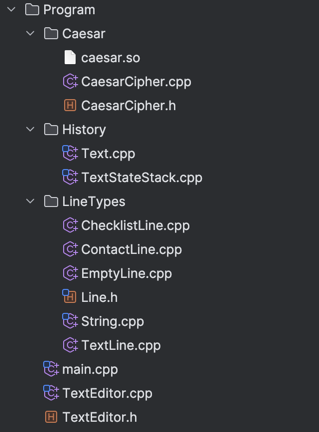 Program
Caesar
caesar.so
CaesarCipher.cpp
CaesarCipher.h
History
Text.cpp
TextStateStack.cpp
LineTypes
ChecklistLine.cpp
ContactLine.cpp
EmptyLine.cpp
Line.h
String.cpp
TextLine.cpp
main.cpp
TextEditor.cpp
TextEditor.h